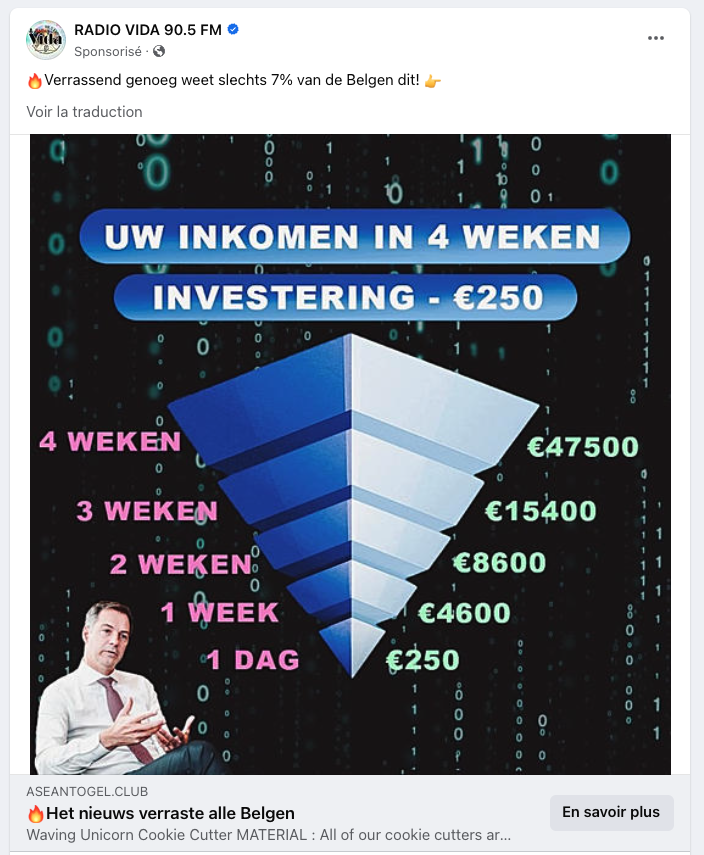 RADIO VIDA 90.5 FM
Sponsorisé ·
🔥Verrassend genoeg weet slechts 7% van de Belgen dit! 👉
Voir la traduction
UW INKOMEN IN 4 WEKEN
INVESTERING - €250
4 WEKEN €47500
3 WEKEN €15400
2 WEKEN €8600
1 WEEK €4600
1 DAG €250
ASEANTOGEL.CLUB
🔥Het nieuws verraste alle Belgen
Waving Unicorn Cookie Cutter MATERIAL : All of our cookie cutters ar...
En savoir plus